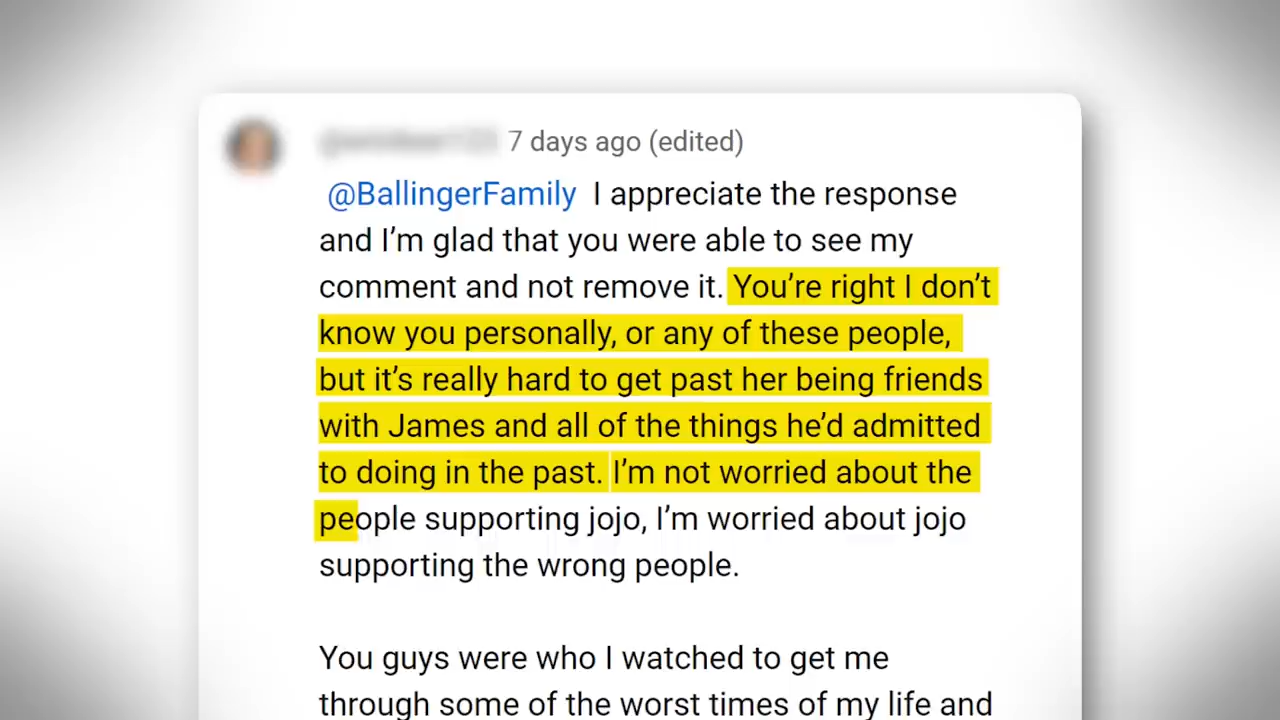 7 days ago (edited)
@BallingerFamily I appreciate the response
and I’m glad that you were able to see my
comment and not remove it. You’re right I don’t
know you personally, or any of these people,
but it’s really hard to get past her being friends
with James and all of the things he’d admitted
to doing in the past. I’m not worried about the
people supporting jojo, I’m worried about jojo
supporting the wrong people.
You guys were who I watched to get me
through some of the worst times of my life and